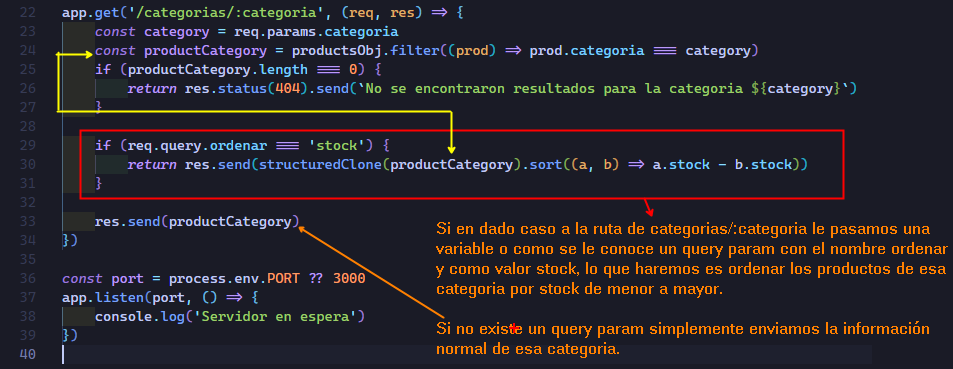 22 app.get('/categorias/:categoria', (req, res) => {
23 const category = req.params.categoria
24 const productCategory = productsObj.filter((prod) => prod.categoria === category)
25 if (productCategory.length === 0) {
26 return res.status(404).send(`No se encontraron resultados para la categoria ${category}`)
27 }
28
29 if (req.query.ordenar === 'stock') {
30 return res.send(structuredClone(productCategory).sort((a, b) => a.stock - b.stock))
31 }
32
33 res.send(productCategory)
34 })
35
36 const port = process.env.PORT ?? 3000
37 app.listen(port, () => {
38 console.log('Servidor en espera')
39 })
40
Si en dado caso a la ruta de categorias/:categoria le pasamos una
variable o como se le conoce un query param con el nombre ordenar
y como valor stock, lo que haremos es ordenar los productos de esa
categoria por stock de menor a mayor.
Si no existe un query param simplemente enviamos la información
normal de esa categoria.